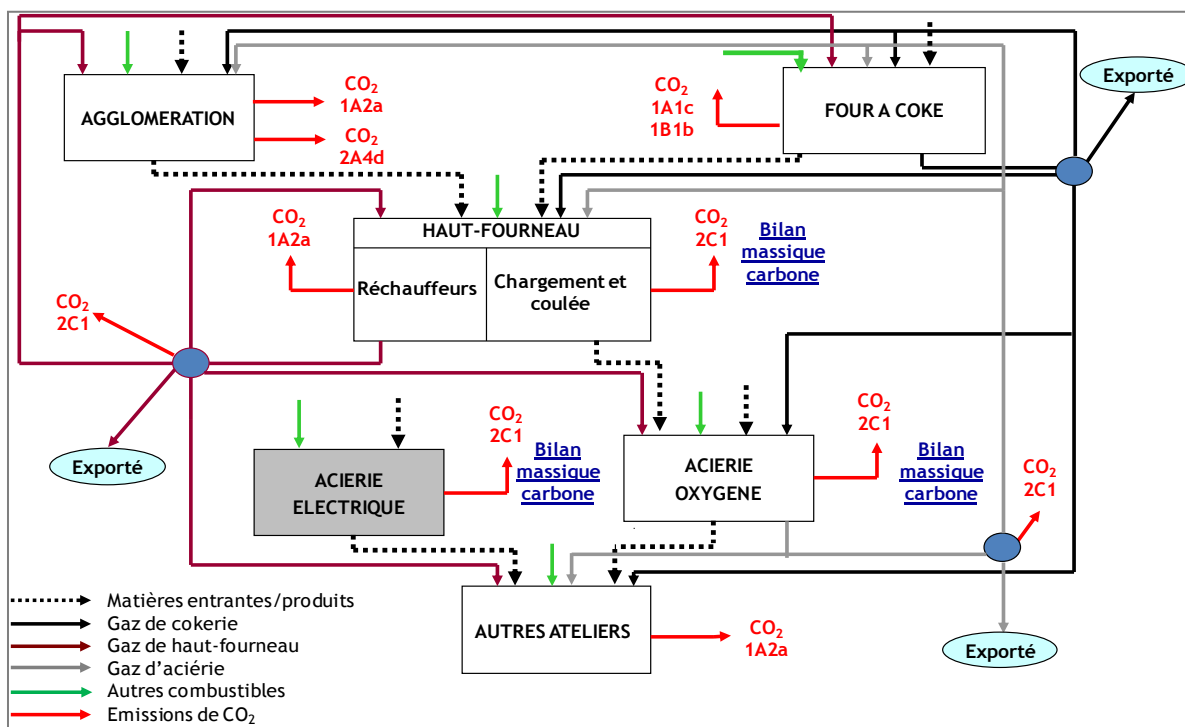 CO2
1A2a
AGGLOMERATION
CO2
2A4d
CO2
1A1c
1B1b
FOUR A COKE
Exporté
HAUT-FOURNEAU
CO2
1A2a
Réchauffeurs
Chargement et
coulée
CO2
2C1
Bilan
massique
carbone
CO2
2C1
Exporté
ACIERIE
ELECTRIQUE
CO2
2C1
Bilan
massique
carbone
ACIERIE
OXYGENE
CO2
2C1
Bilan
massique
carbone
CO2
2C1
AUTRES ATELIERS
CO2
1A2a
Exporté
Matières entrantes/produits
Gaz de cokerie
Gaz de haut-fourneau
Gaz d'aciérie
Autres combustibles
Emissions de CO2